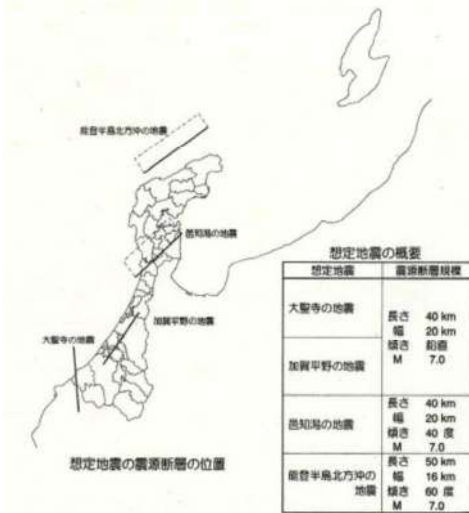 能登半島北方沖の地震
邑知潟の地震
加賀平野の地震
大聖寺の地震
想定地震の震源断層の位置
想定地震の概要
想定地震 震源断層規模
大聖寺の地震
加賀平野の地震
長さ 40 km
幅 20 km
傾き 鉛直
M 7.0
邑知潟の地震
長さ 40 km
幅 20 km
傾き 40 度
M 7.0
能登半島北方沖の
地震
長さ 50 km
幅 16 km
傾き 60 度
M 7.0